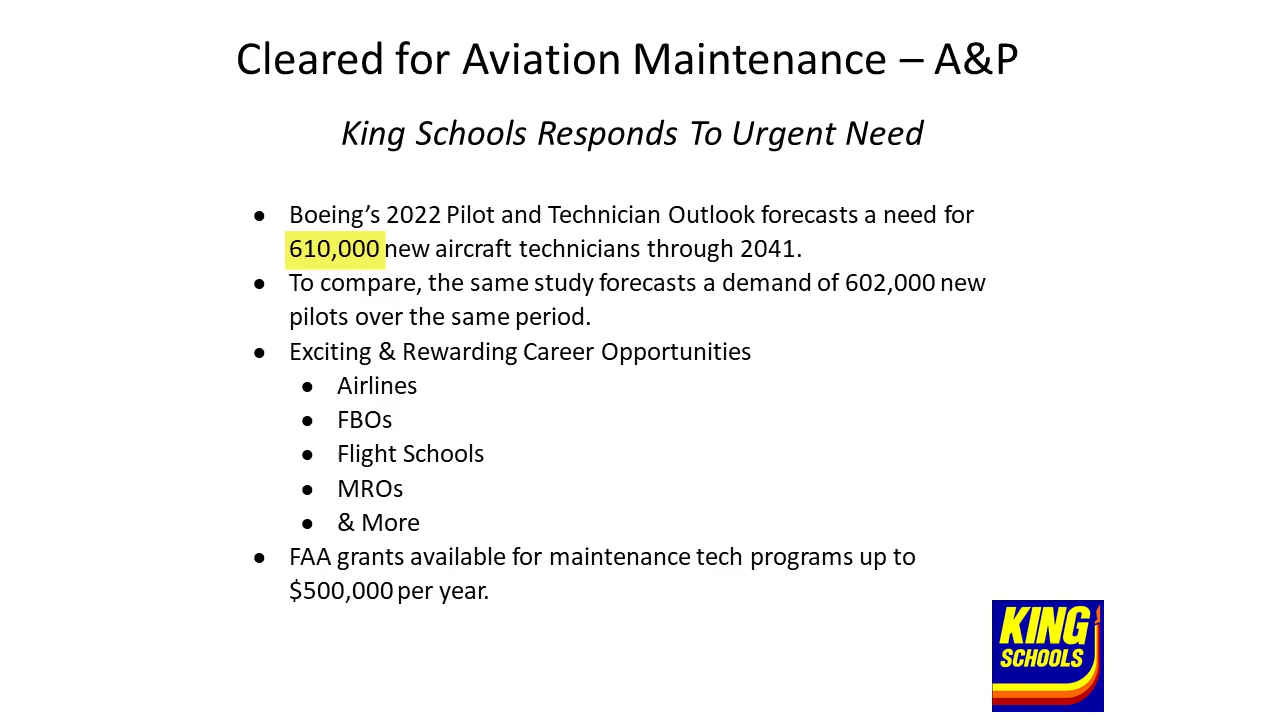 Cleared for Aviation Maintenance – A&P
King Schools Responds To Urgent Need
● Boeing’s 2022 Pilot and Technician Outlook forecasts a need for
610,000 new aircraft technicians through 2041.
● To compare, the same study forecasts a demand of 602,000 new
pilots over the same period.
● Exciting & Rewarding Career Opportunities
● Airlines
● FBOs
● Flight Schools
● MROs
● & More
● FAA grants available for maintenance tech programs up to
$500,000 per year.
KING
SCHOOLS